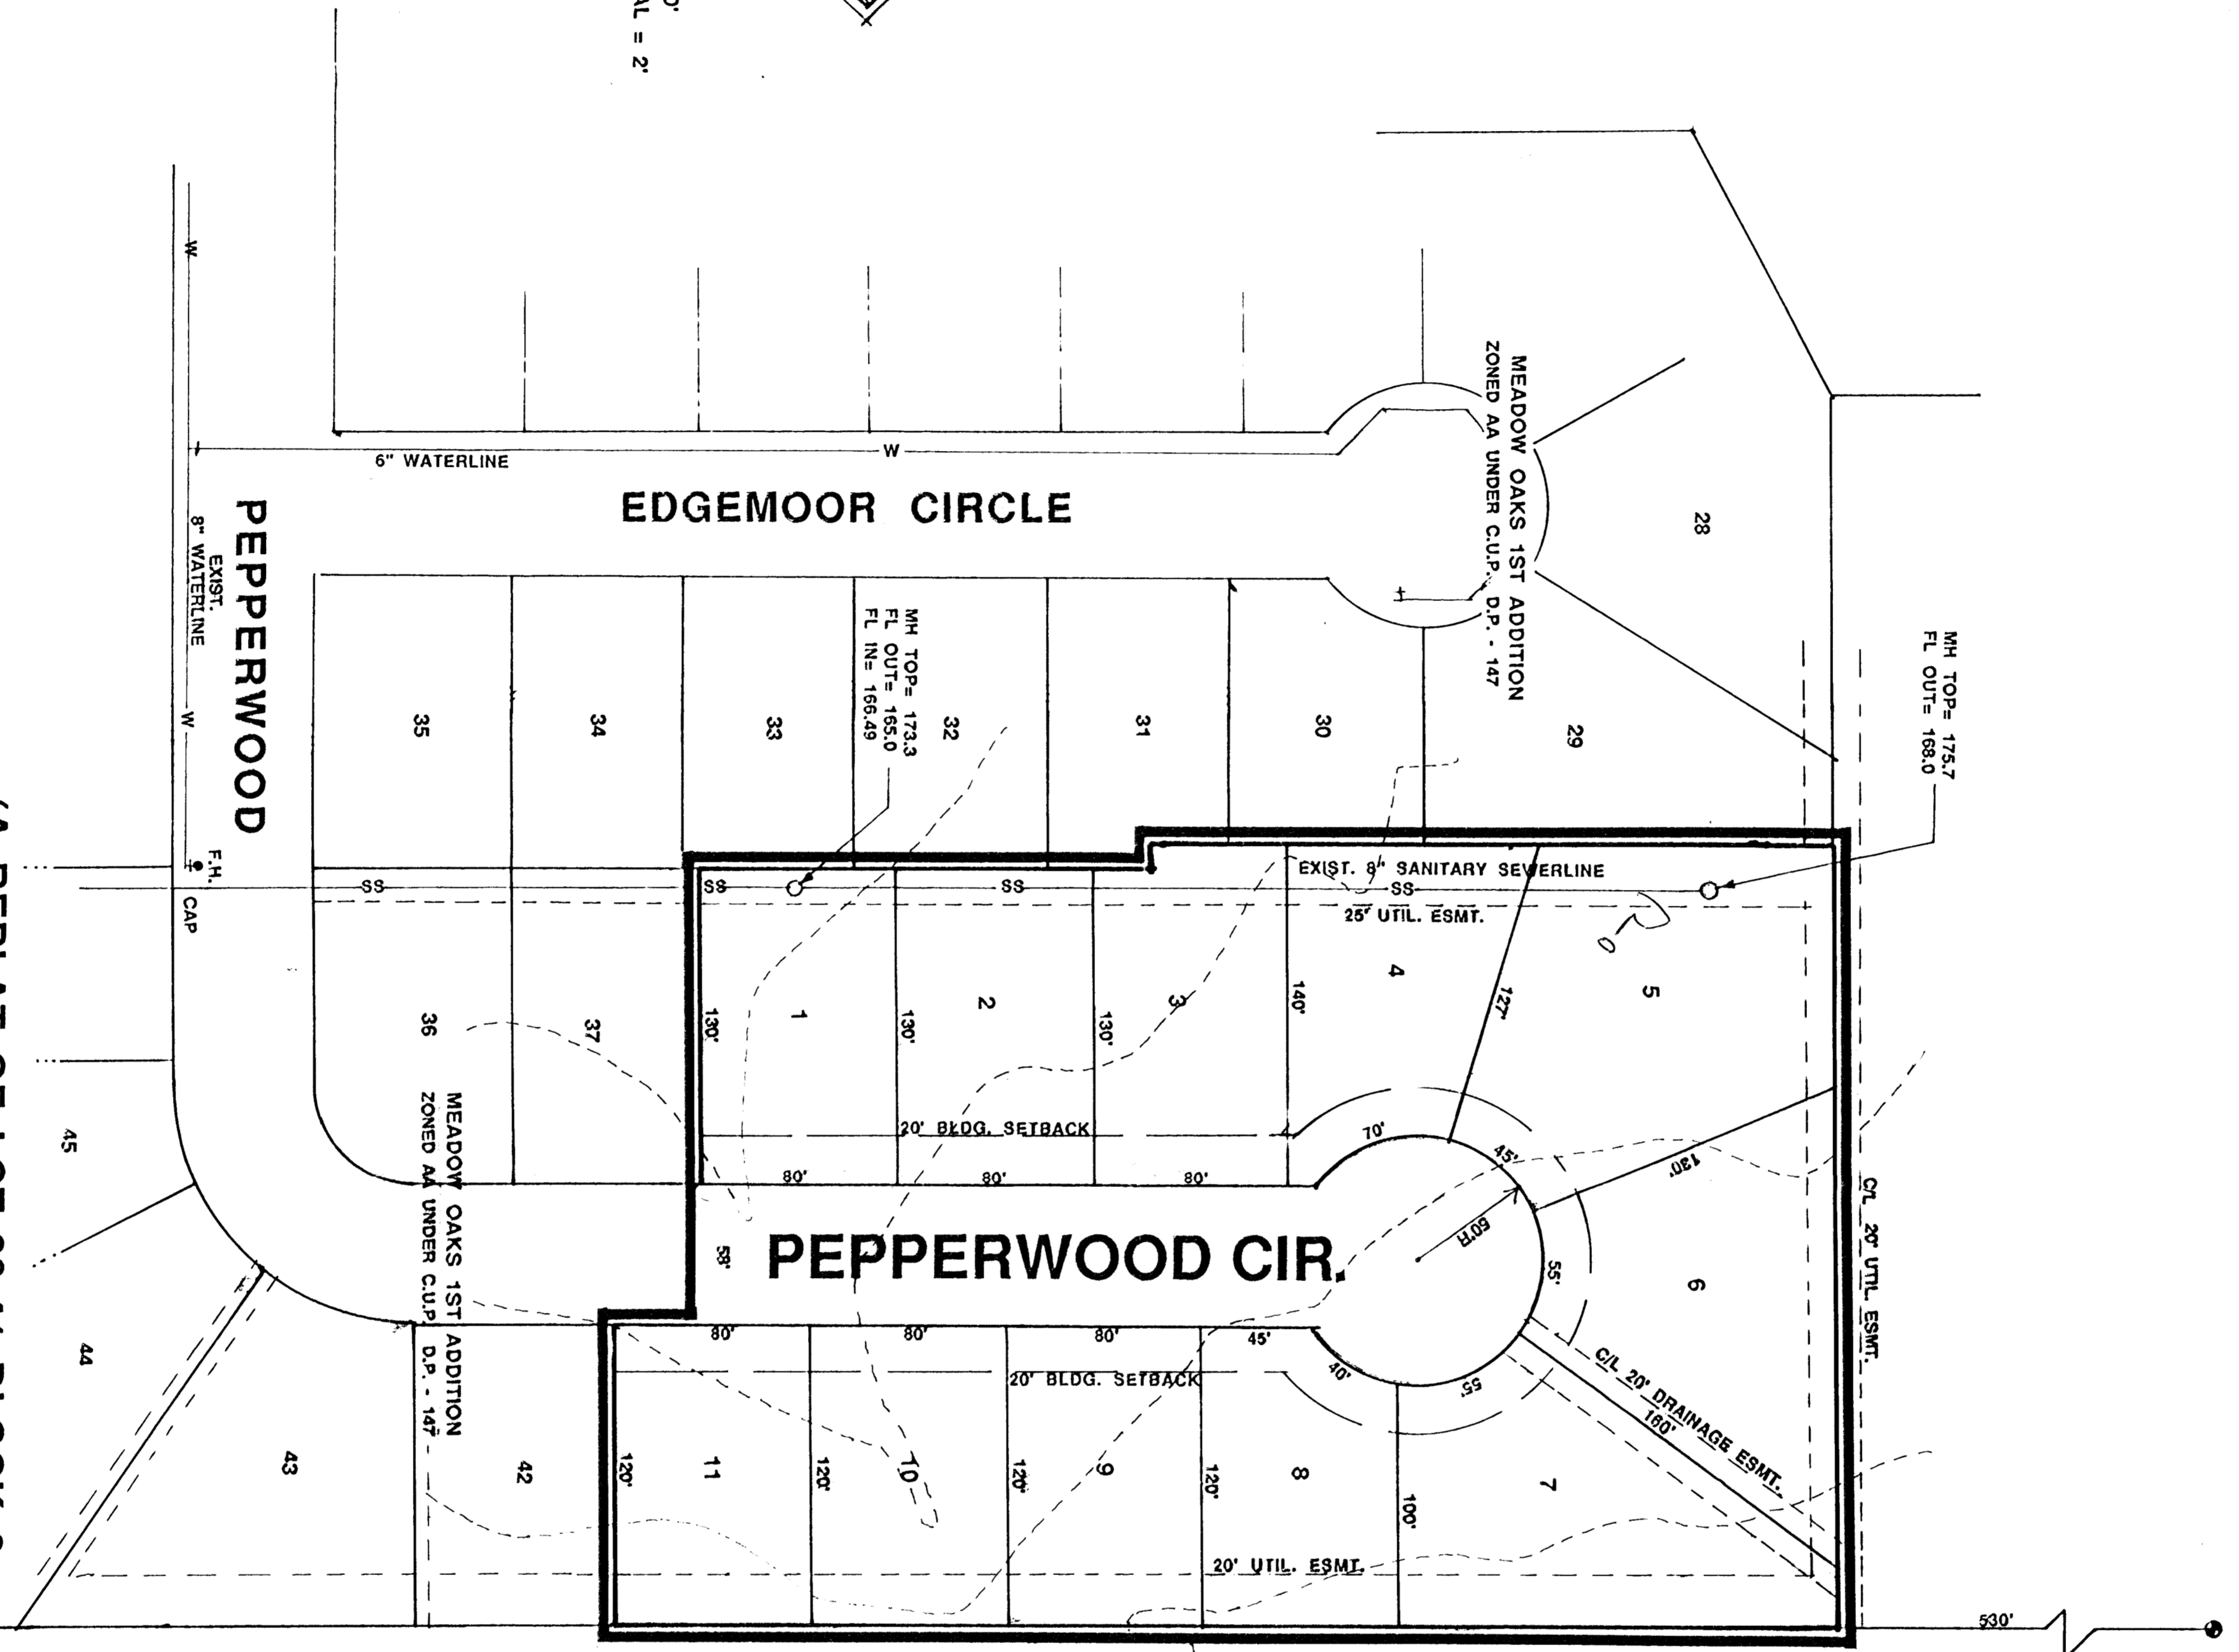 AL = 2'
MEADOW OAKS 1ST ADDITION
ZONED AA UNDER C.U.P. D.P. - 147
W
6" WATERLINE
W
EDGEMOOR CIRCLE
28
PEPPERWOOD
EXIST.
8" WATERLINE
W
F.H.
CAP
MH TOP= 173.3
FL OUT= 165.0
FL IN= 166.49
MH TOP= 175.7
FL OUT= 168.0
35
34
33
32
31
30
29
EXIST. 8" SANITARY SEWERLINE
SS
SS
SS
SS
25' UTIL. ESMT.
36
37
1
2
3
4
5
130'
130'
130'
140'
127'
20' BLDG. SETBACK
80'
80'
80'
70'
45'
130'
MEADOW OAKS 1ST ADDITION
ZONED AA UNDER C.U.P. D.P. - 147
58'
PEPPERWOOD CIR.
60'R
55'
6
C/L 20' UTIL. ESMT.
80'
80'
80'
45'
40'
55'
20' BLDG. SETBACK
C/L 20' DRAINAGE ESMT.
160'
45
44
43
42
120'
11
120'
10
120'
9
120'
8
100'
7
20' UTIL. ESMT.
530'